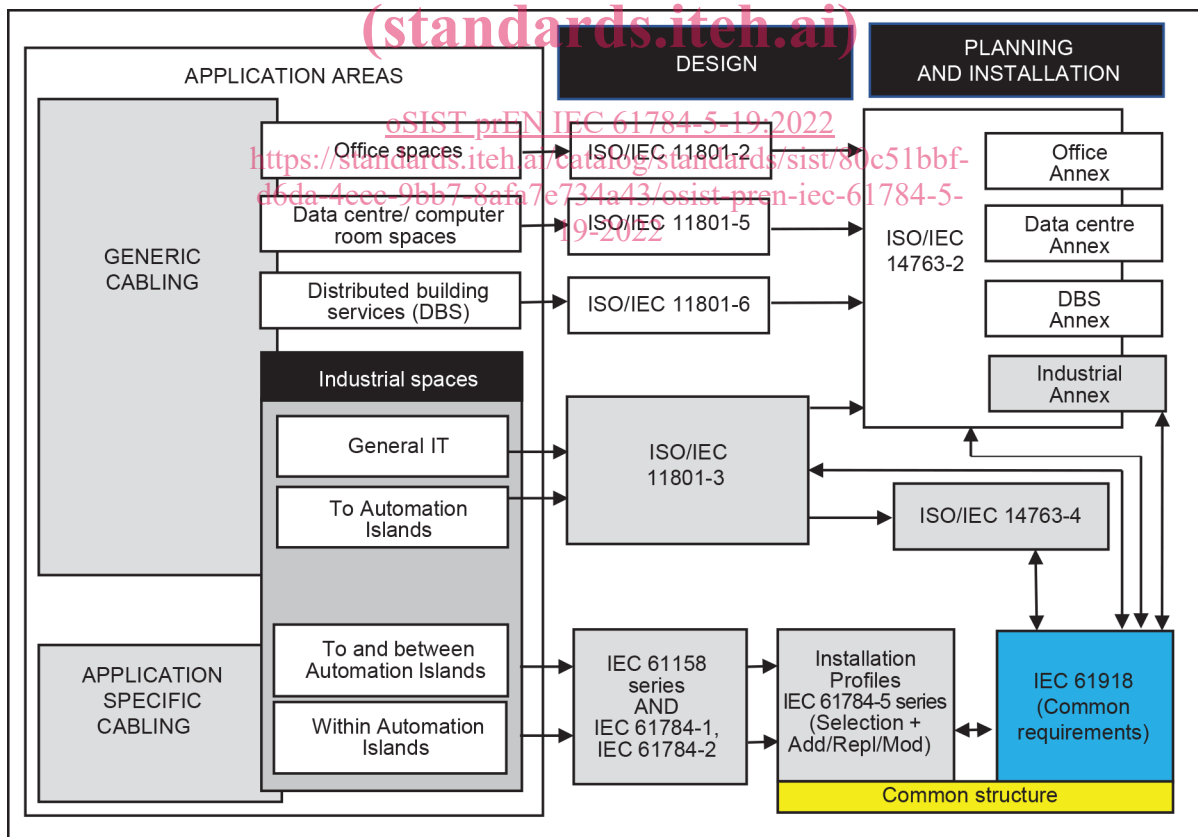 (standards.iteh.ai)
APPLICATION AREAS
DESIGN
PLANNING
AND INSTALLATION
oSIST prEN IEC 61784-5-19:2022
https://standards.iteh.ai/catalog/standards/sist/80c51bbf-
d6da-4ccc-9bb7-8afa7e734a43/osist-pren-iec-61784-5-
19-2022
GENERIC
CABLING
Office spaces
ISO/IEC 11801-2
Data centre/ computer
room spaces
ISO/IEC 11801-5
Distributed building
services (DBS)
ISO/IEC 11801-6
ISO/IEC
14763-2
Office
Annex
Data centre
Annex
DBS
Annex
Industrial
Annex
Industrial spaces
General IT
To Automation
Islands
ISO/IEC
11801-3
ISO/IEC 14763-4
APPLICATION
SPECIFIC
CABLING
To and between
Automation Islands
Within Automation
Islands
IEC 61158
series
AND
IEC 61784-1,
IEC 61784-2
Installation
Profiles
IEC 61784-5 series
(Selection +
Add/Repl/Mod)
IEC 61918
(Common
requirements)
Common structure